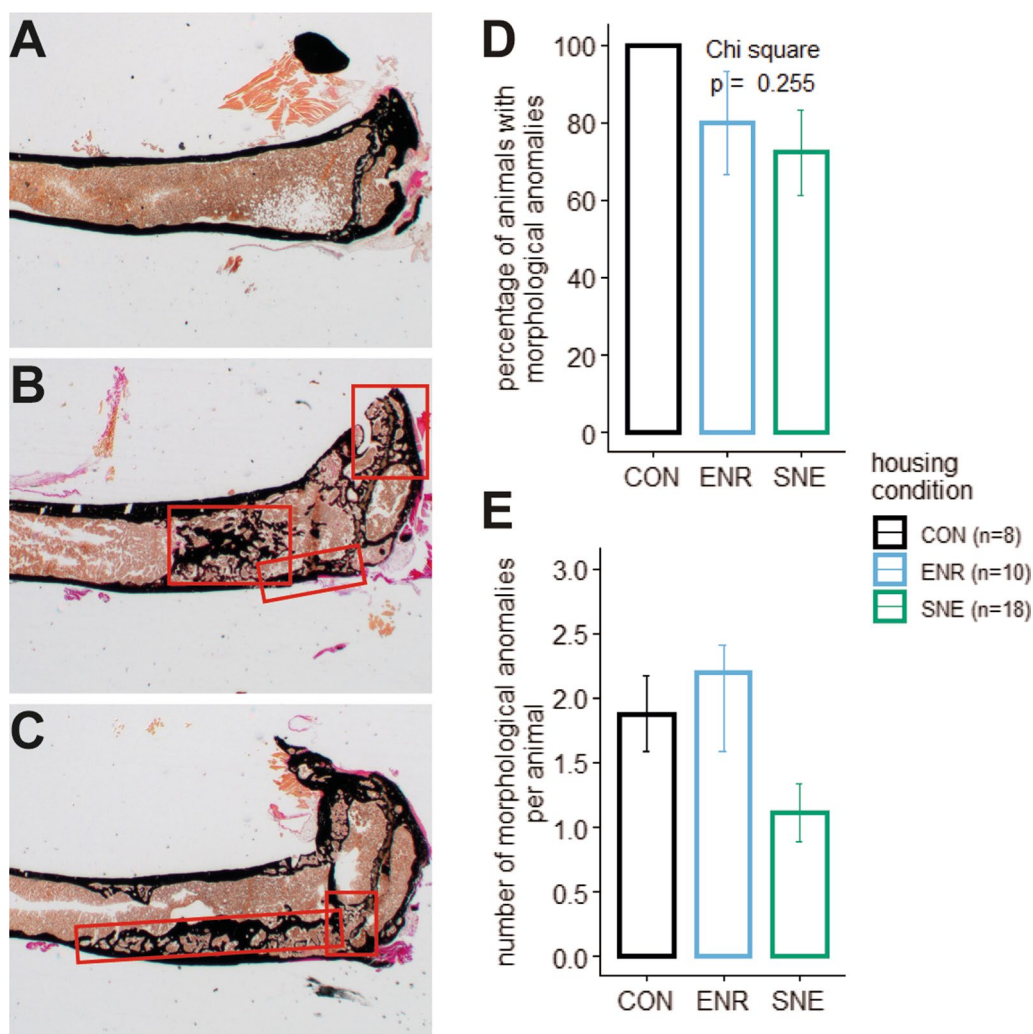 A
B
C
D
percentage of animals with
morphological anomalies
100
80
60
40
20
0
Chi square
p = 0.255
CON ENR SNE
E
number of morphological anomalies
per animal
3.0
2.5
2.0
1.5
1.0
0.5
0.0
CON ENR SNE
housing
condition
CON (n=8)
ENR (n=10)
SNE (n=18)